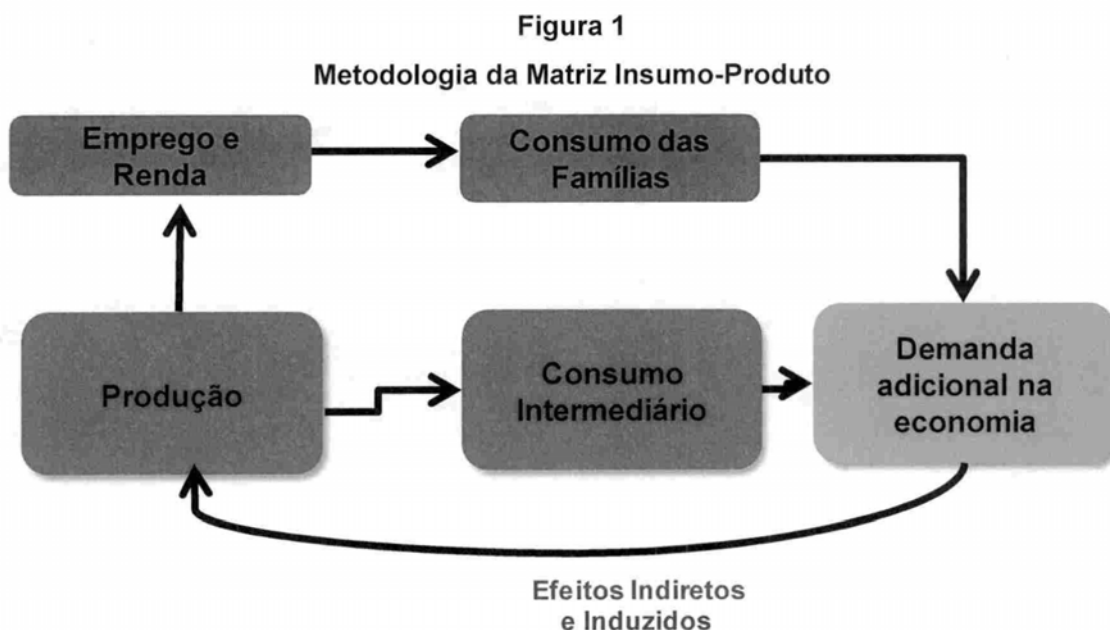 Figura 1
Metodologia da Matriz Insumo-Produto
Emprego e
Renda
Consumo das
Famílias
Produção
Consumo
Intermediário
Demanda
adicional na
economia
Efeitos Indiretos
e Induzidos